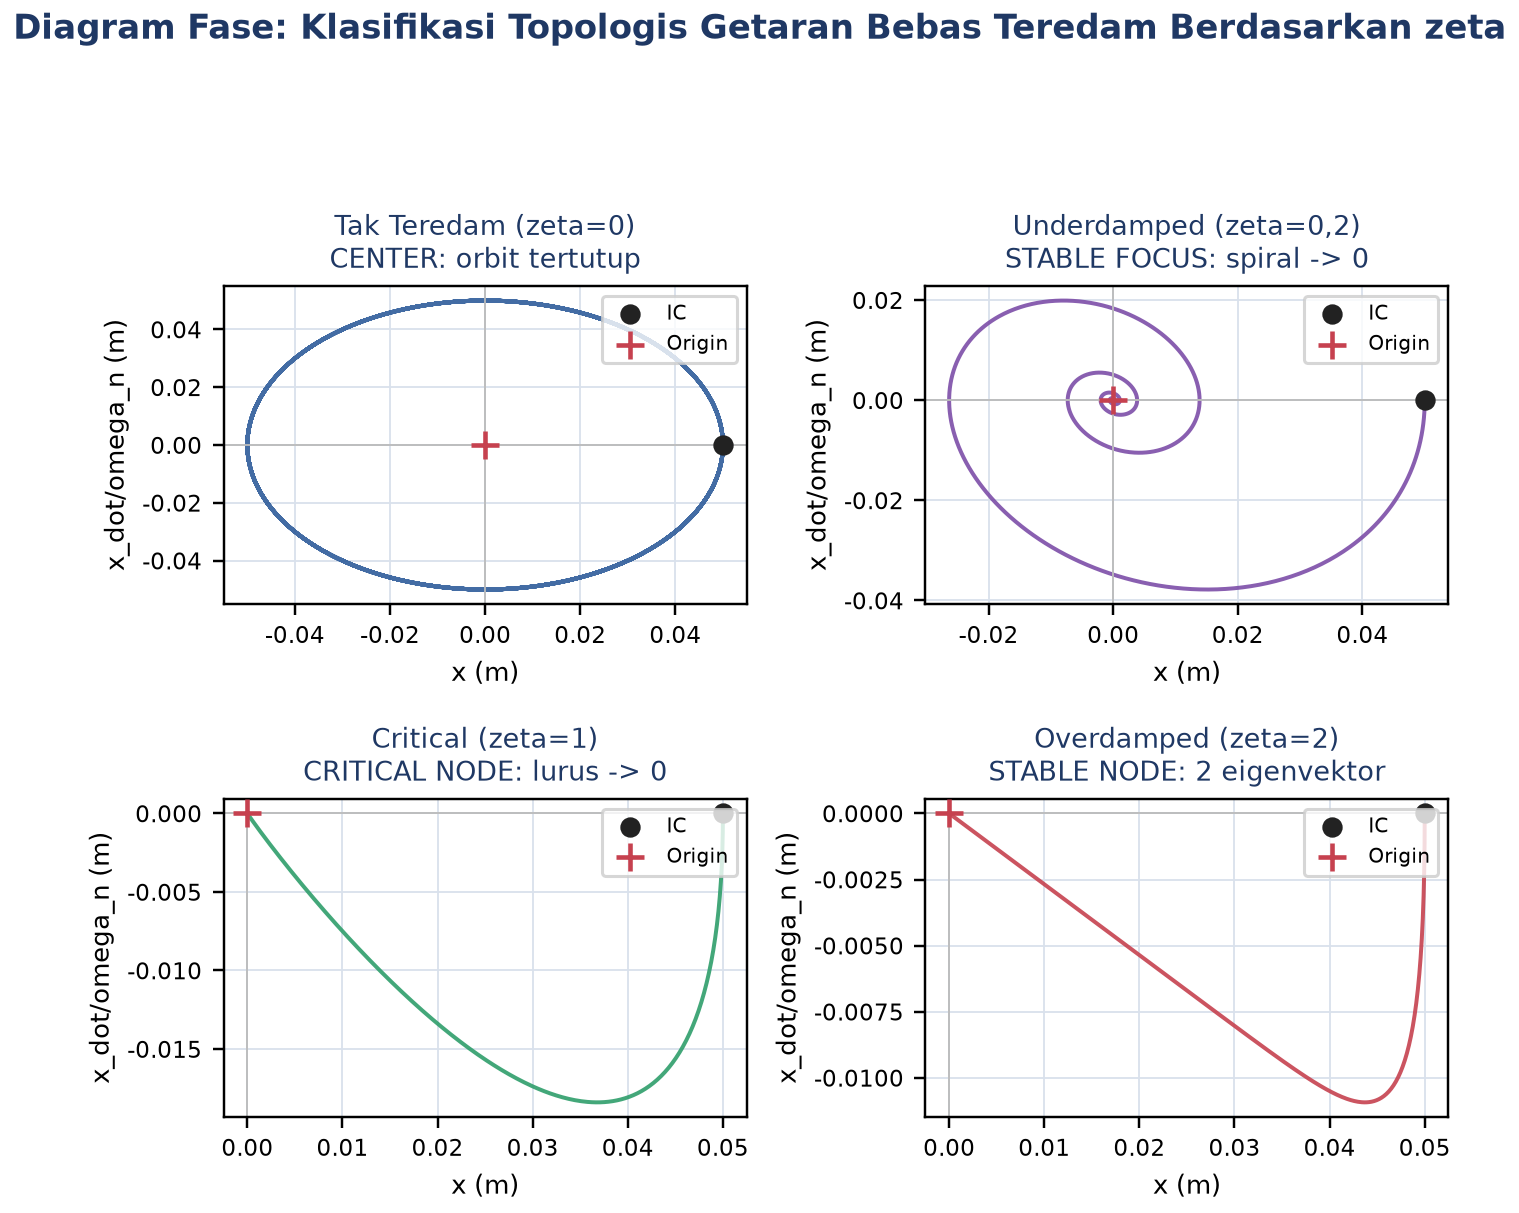 Diagram Fase: Klasifikasi Topologis Getaran Bebas Teredam Berdasarkan zeta
Tak Teredam (zeta=0)
CENTER: orbit tertutup
IC
Origin
x_dot/omega_n (m)
0.04
0.02
0.00
-0.02
-0.04
-0.04
-0.02
0.00
0.02
0.04
x (m)
Underdamped (zeta=0,2)
STABLE FOCUS: spiral -> 0
IC
Origin
x_dot/omega_n (m)
0.02
0.00
-0.02
-0.04
-0.02
0.00
0.02
0.04
x (m)
Critical (zeta=1)
CRITICAL NODE: lurus -> 0
IC
Origin
x_dot/omega_n (m)
0.000
-0.005
-0.010
-0.015
0.00
0.01
0.02
0.03
0.04
0.05
x (m)
Overdamped (zeta=2)
STABLE NODE: 2 eigenvektor
IC
Origin
x_dot/omega_n (m)
0.0000
-0.0025
-0.0050
-0.0075
-0.0100
0.00
0.01
0.02
0.03
0.04
0.05
x (m)